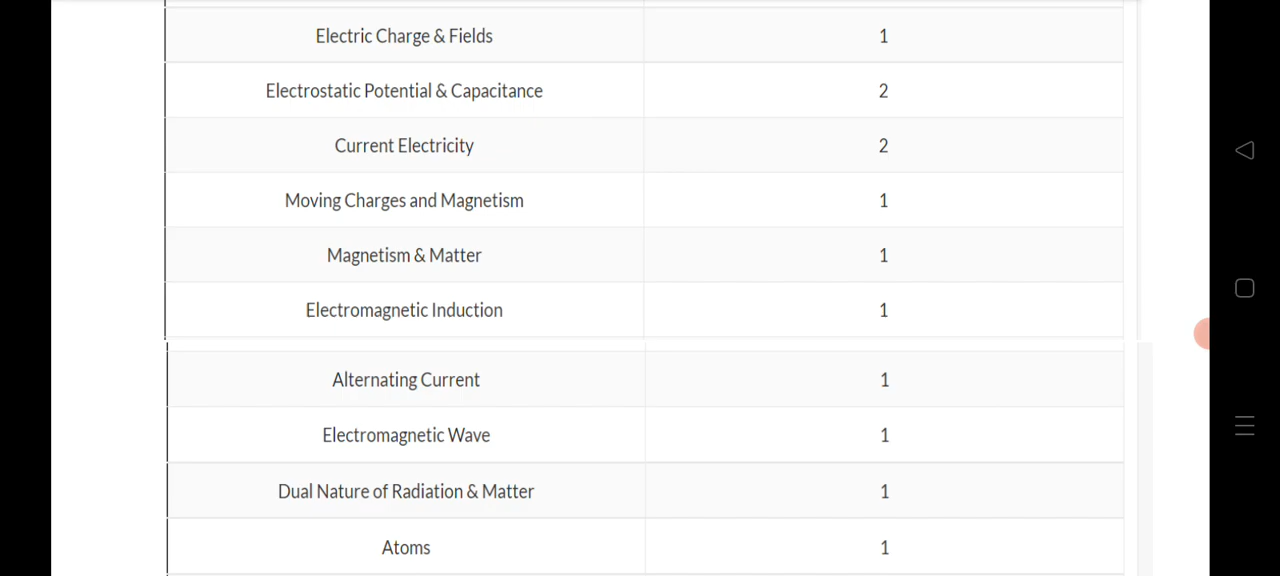 Electric Charge & Fields 1
Electrostatic Potential & Capacitance 2
Current Electricity 2
Moving Charges and Magnetism 1
Magnetism & Matter 1
Electromagnetic Induction 1
Alternating Current 1
Electromagnetic Wave 1
Dual Nature of Radiation & Matter 1
Atoms 1